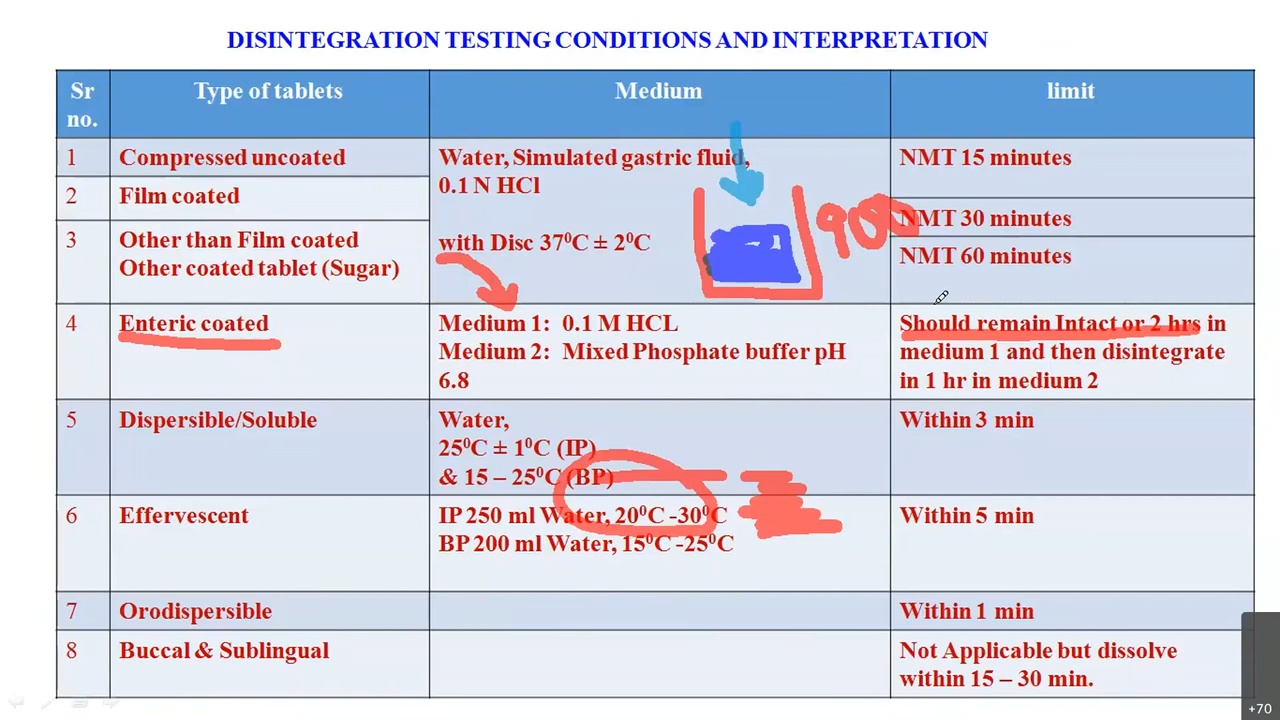 DISINTEGRATION TESTING CONDITIONS AND INTERPRETATION
Sr no. Type of tablets Medium limit
1 Compressed uncoated Water, Simulated gastric fluid, NMT 15 minutes
0.1 N HCl
2 Film coated
900
NMT 30 minutes
3 Other than Film coated with Disc 37⁰C ± 2⁰C NMT 60 minutes
Other coated tablet (Sugar)
4 Enteric coated Medium 1: 0.1 M HCL Should remain Intact or 2 hrs in
Medium 2: Mixed Phosphate buffer pH medium 1 and then disintegrate
6.8 in 1 hr in medium 2
5 Dispersible/Soluble Water, Within 3 min
25⁰C ± 1⁰C (IP)
& 15 – 25⁰C (BP)
6 Effervescent IP 250 ml Water, 20⁰C -30⁰C Within 5 min
BP 200 ml Water, 15⁰C -25⁰C
7 Orodispersible Within 1 min
8 Buccal & Sublingual Not Applicable but dissolve
within 15 – 30 min.
+70